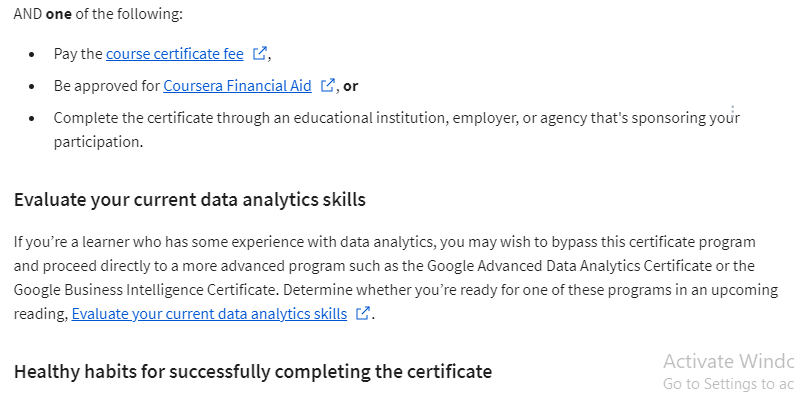 AND one of the following:
• Pay the course certificate fee ,
• Be approved for Coursera Financial Aid , or
• Complete the certificate through an educational institution, employer, or agency that's sponsoring your
participation.
Evaluate your current data analytics skills
If you’re a learner who has some experience with data analytics, you may wish to bypass this certificate program
and proceed directly to a more advanced program such as the Google Advanced Data Analytics Certificate or the
Google Business Intelligence Certificate. Determine whether you’re ready for one of these programs in an upcoming
reading, Evaluate your current data analytics skills .
Healthy habits for successfully completing the certificate
Activate Windo
Go to Settings to ac